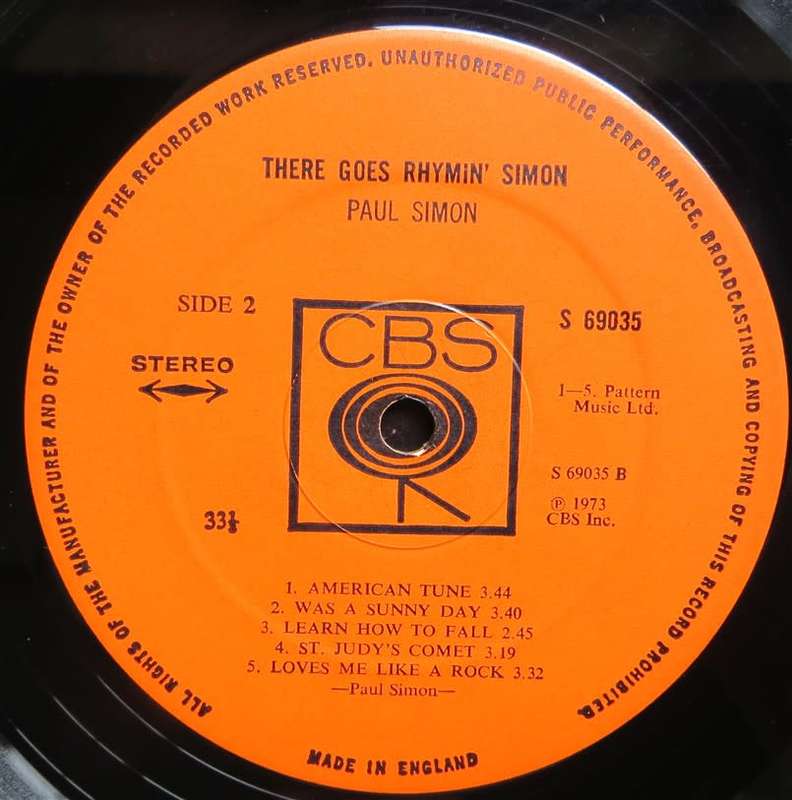 ALL RIGHTS OF THE MANUFACTURER AND OF THE OWNER OF THE RECORDED WORK RESERVED. UNAUTHORIZED PUBLIC PERFORMANCE, BROADCASTING AND COPYING OF THIS RECORD PROHIBITED.
THERE GOES RHYMIN' SIMON
PAUL SIMON
SIDE 2
S 69035
CBS
STEREO
1—5. Pattern
Music Ltd.
S 69035 B
℗ 1973
CBS Inc.
33⅓
1. AMERICAN TUNE 3.44
2. WAS A SUNNY DAY 3.40
3. LEARN HOW TO FALL 2.45
4. ST. JUDY'S COMET 3.19
5. LOVES ME LIKE A ROCK 3.32
—Paul Simon—
MADE IN ENGLAND